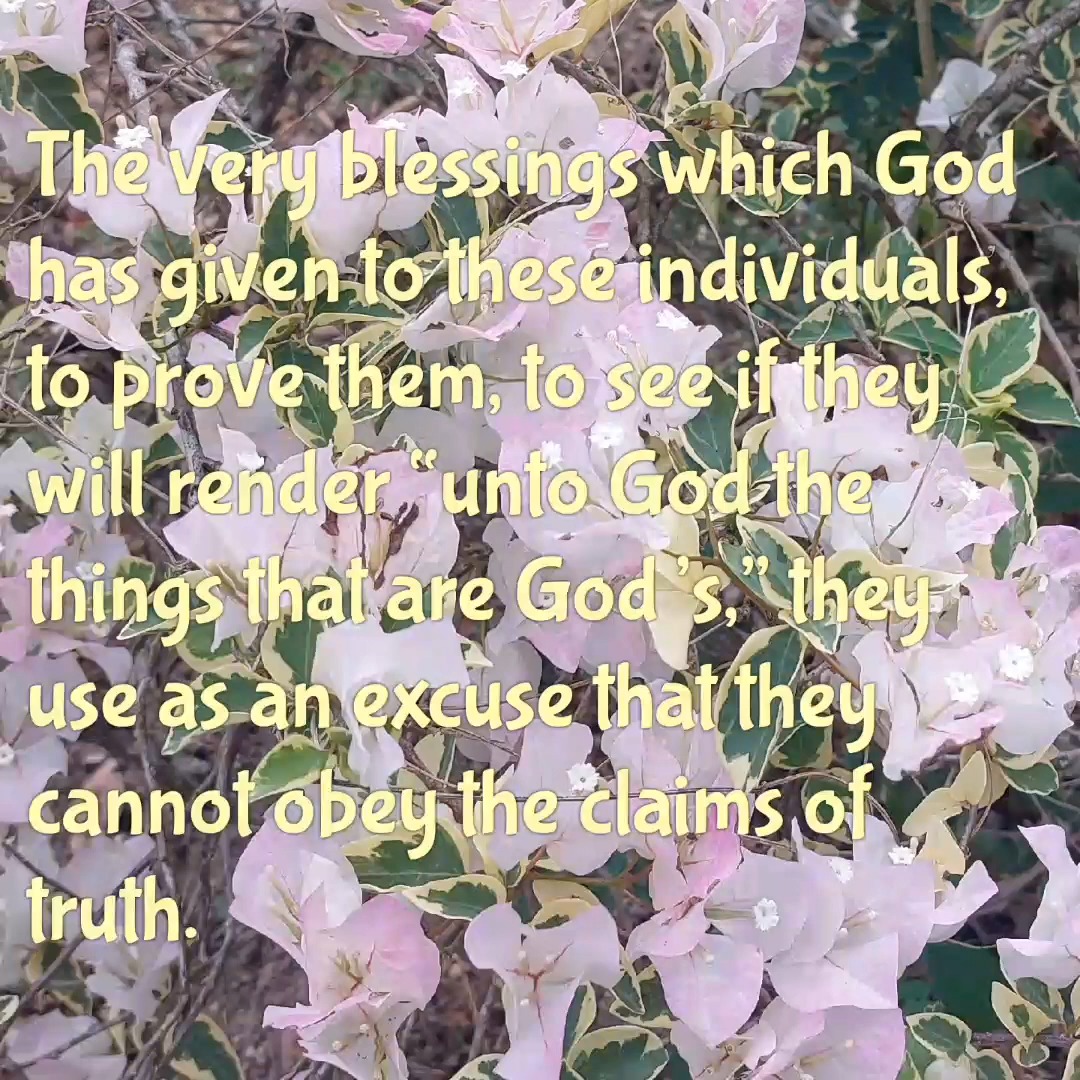 The very blessings which God
has given to these individuals,
to prove them, to see if they
will render “unto God the
things that are God ’s,” they
use as an excuse that they
cannot obey the claims of
truth.